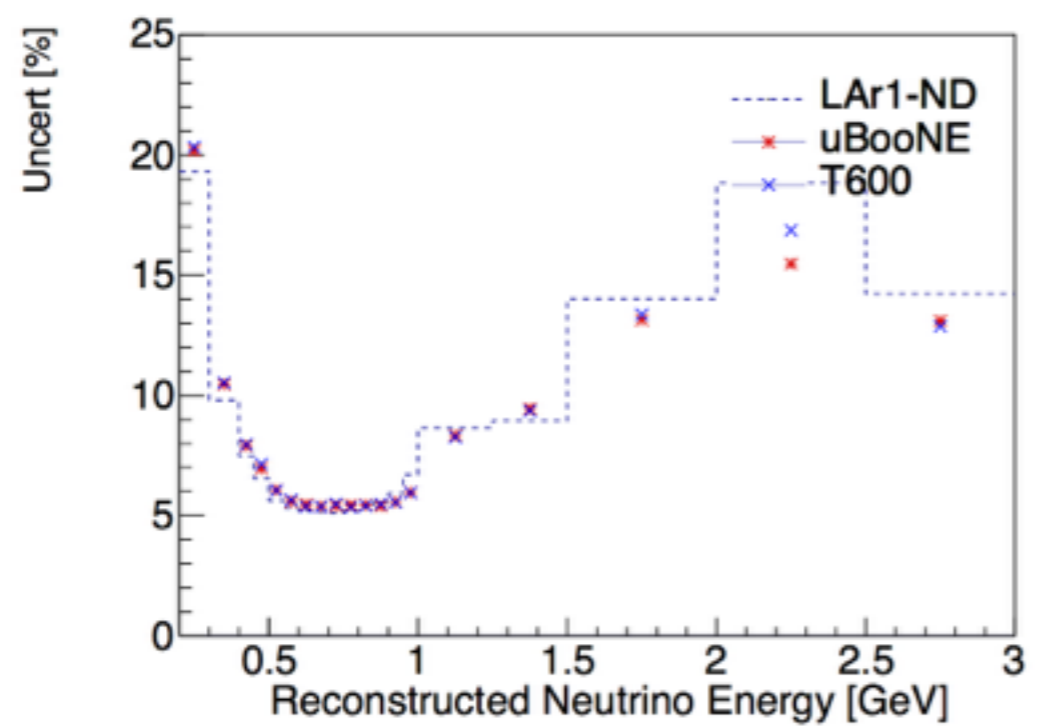 Uncert [%]
25
20
15
10
5
0
LAr1-ND
uBooNE
T600
0.5 1 1.5 2 2.5 3
Reconstructed Neutrino Energy [GeV]